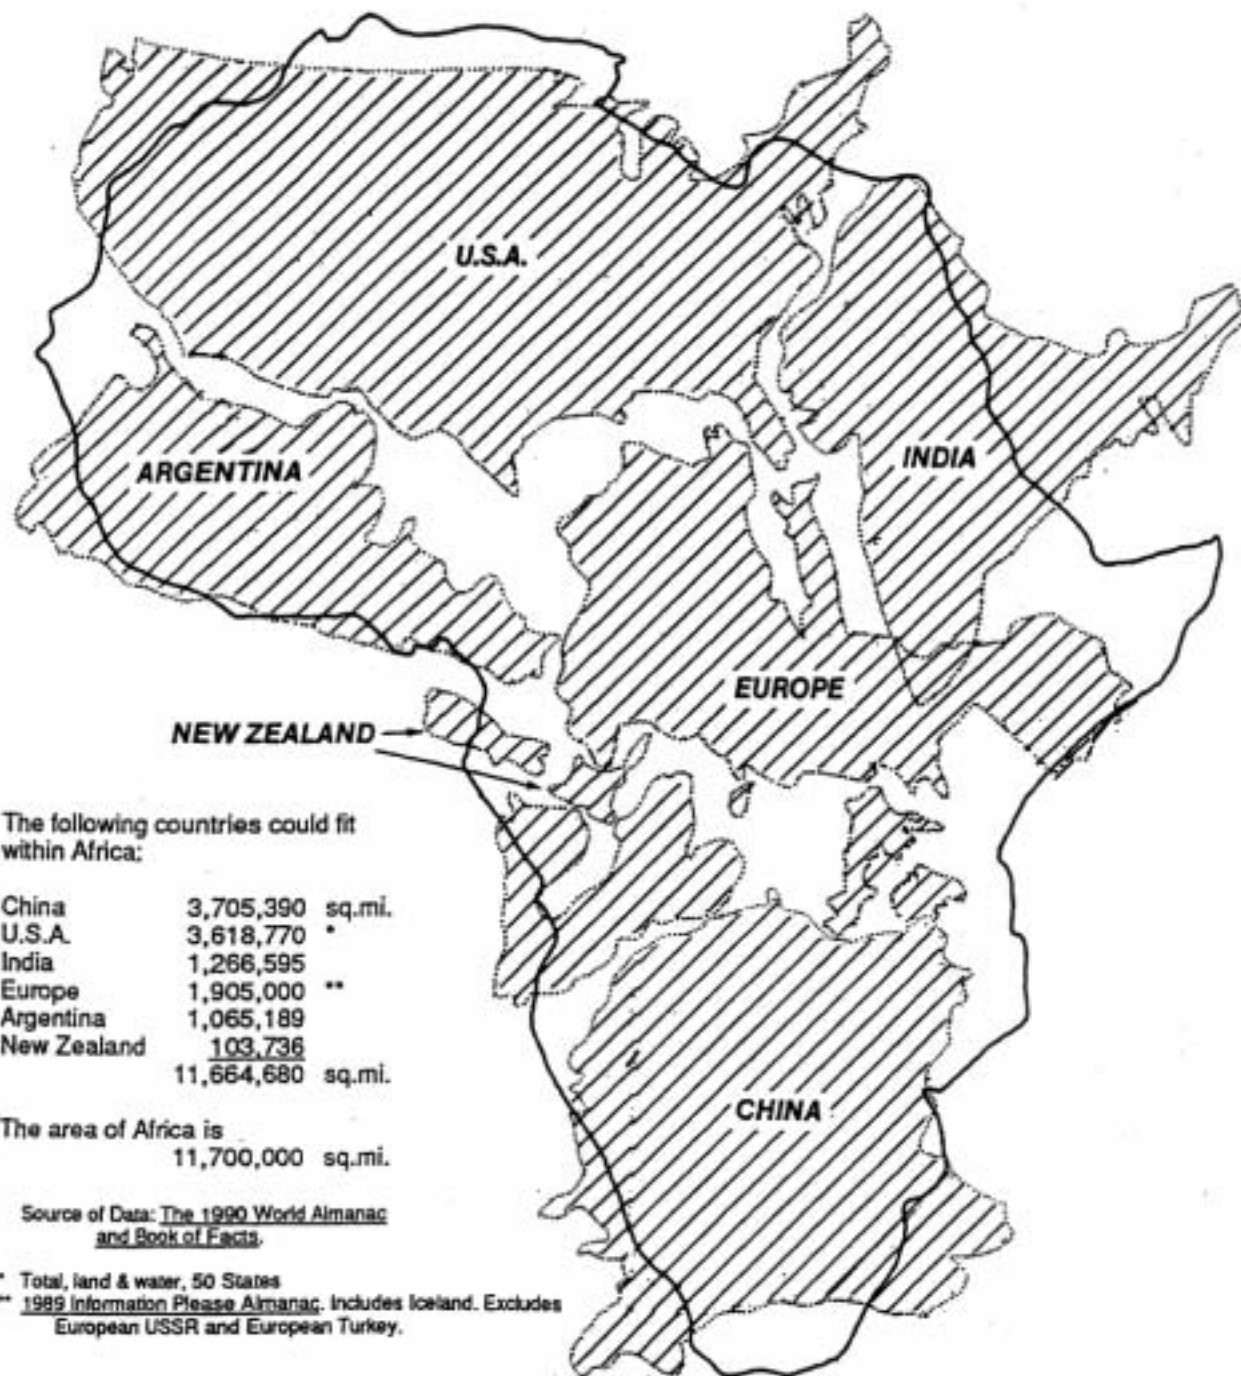 U.S.A.
ARGENTINA
INDIA
EUROPE
NEW ZEALAND
CHINA
The following countries could fit
within Africa:
China 3,705,390 sq.mi.
U.S.A. 3,618,770 *
India 1,266,595
Europe 1,905,000 **
Argentina 1,065,189
New Zealand 103,736
11,664,680 sq.mi.
The area of Africa is
11,700,000 sq.mi.
Source of Data: The 1990 World Almanac
and Book of Facts.
* Total, land & water, 50 States
** 1989 Information Please Almanac. Includes Iceland. Excludes
European USSR and European Turkey.